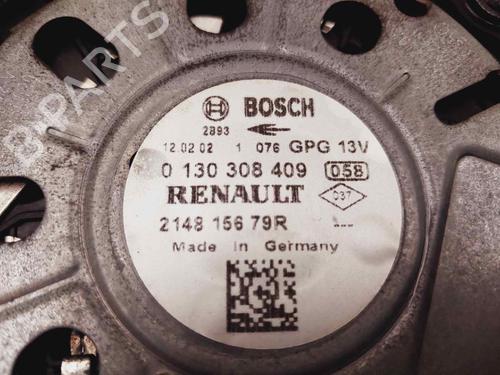 B-PARTS
BOSCH
2893
12.02.02 1 076 GPG 13V
0 130 308 409 058
RENAULT 037
2148 156 79R ---
Made in Germany